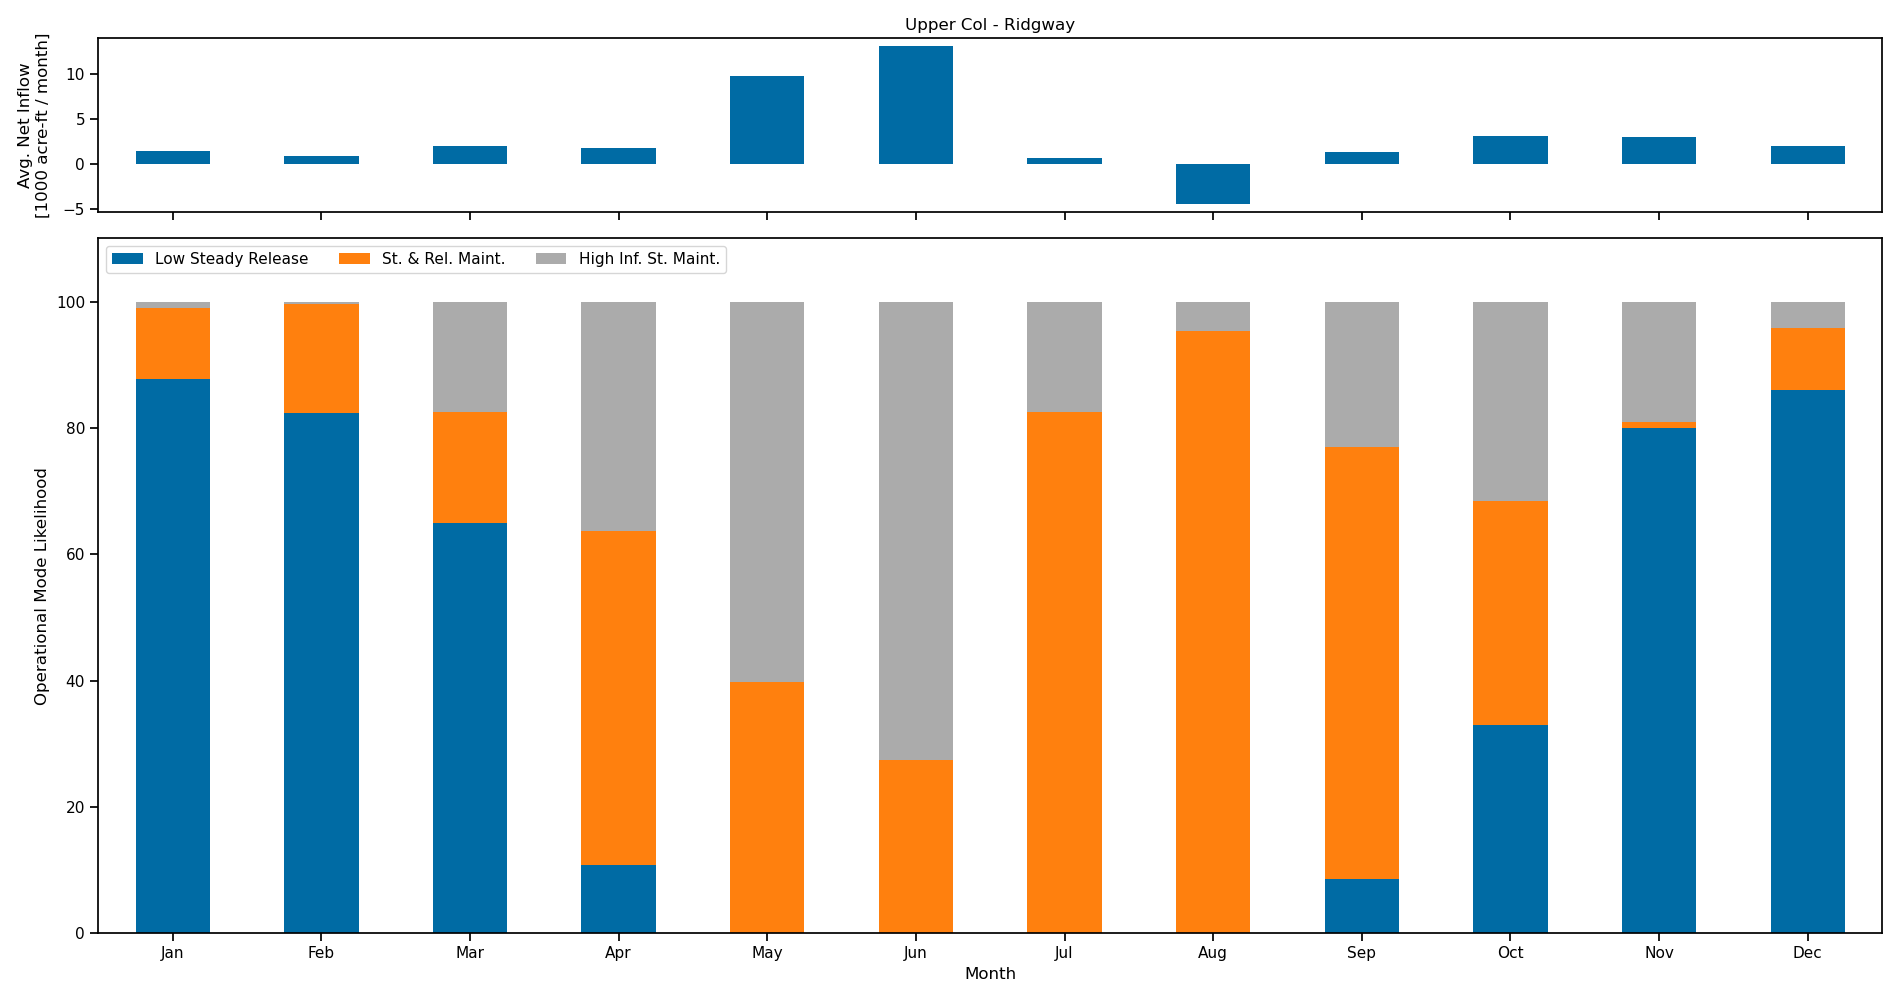 Upper Col - Ridgway
Avg. Net Inflow
[1000 acre-ft / month]
10
5
0
−5
Low Steady Release
St. & Rel. Maint.
High Inf. St. Maint.
Operational Mode Likelihood
100
80
60
40
20
0
Jan
Feb
Mar
Apr
May
Jun
Jul
Aug
Sep
Oct
Nov
Dec
Month